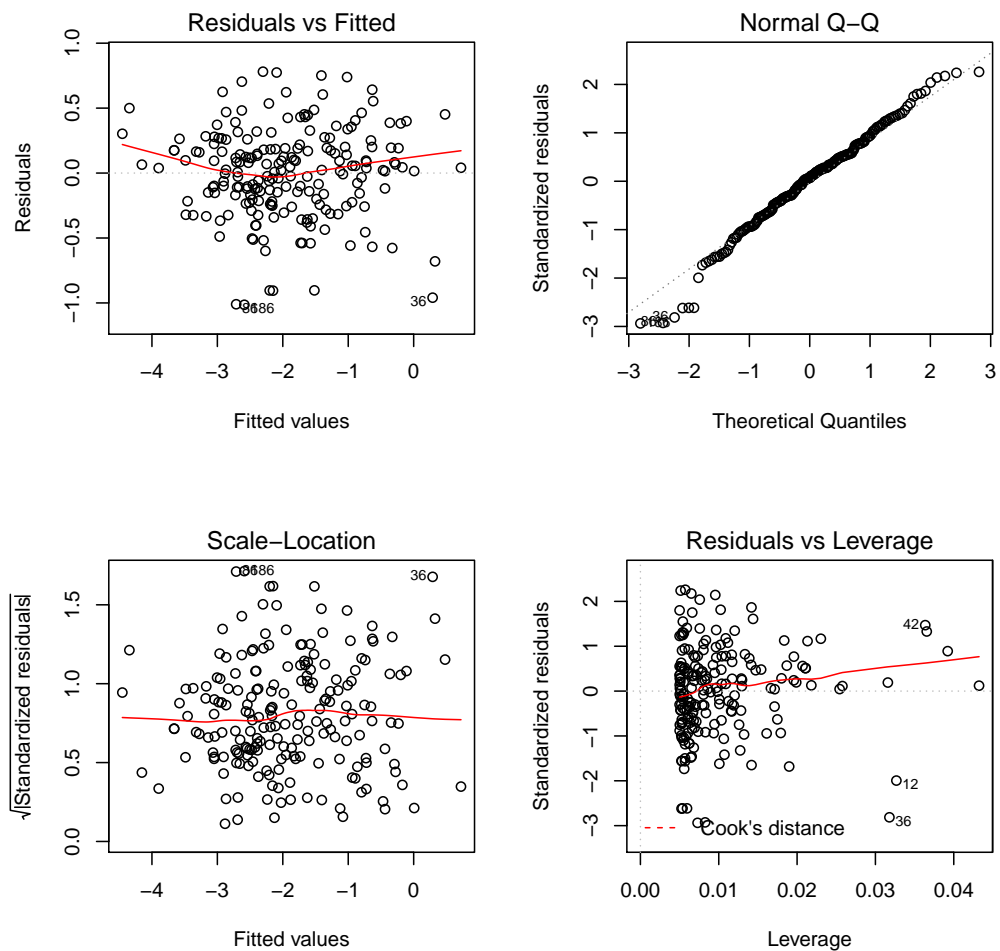 Residuals vs Fitted
Residuals
1.0
0.5
0.0
−0.5
−1.0
36
−4 −3 −2 −1 0
Fitted values
Normal Q−Q
Standardized residuals
2
1
0
−1
−2
−3
36
−3 −2 −1 0 1 2 3
Theoretical Quantiles
Scale−Location
√|Standardized residuals|
1.5
1.0
0.5
0.0
36
−4 −3 −2 −1 0
Fitted values
Residuals vs Leverage
Standardized residuals
2
1
0
−1
−2
−3
42
12
36
Cook's distance
0.00 0.01 0.02 0.03 0.04
Leverage